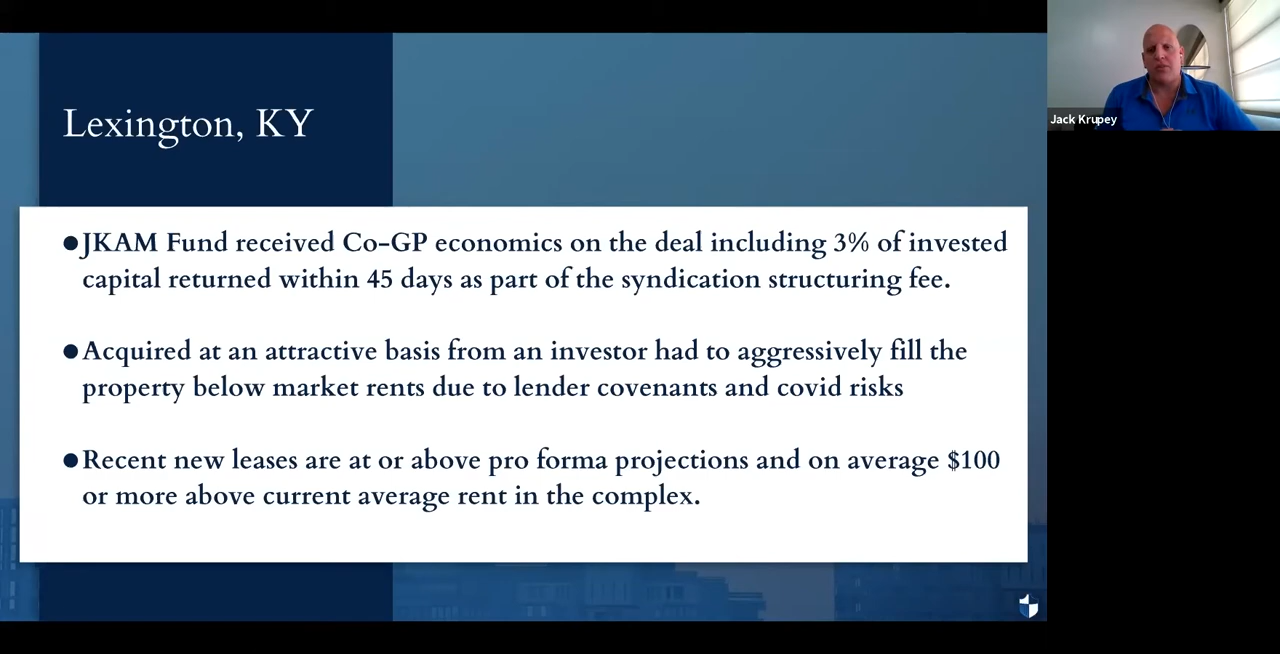 Lexington, KY
●JKAM Fund received Co-GP economics on the deal including 3% of invested
capital returned within 45 days as part of the syndication structuring fee.
●Acquired at an attractive basis from an investor had to aggressively fill the
property below market rents due to lender covenants and covid risks
●Recent new leases are at or above pro forma projections and on average $100
or more above current average rent in the complex.
Jack Krupey